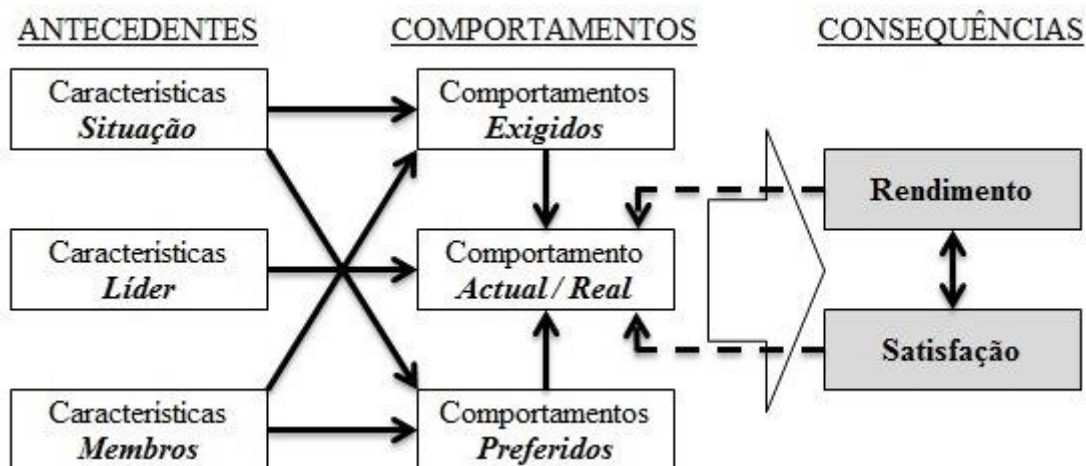 ANTECEDENTES
COMPORTAMENTOS
CONSEQUÊNCIAS
Caracteristicas
Situação
Comportamentos
Exigidos
Rendimento
Caracteristicas
Líder
Comportamento
Actual / Real
Satisfação
Caracteristicas
Membros
Comportamentos
Preferidos